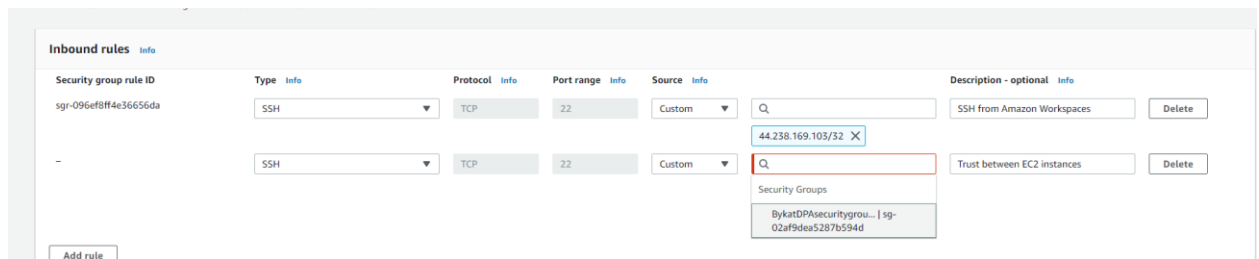 Inbound rules Info
Security group rule ID Type Info Protocol Info Port range Info Source Info Description - optional Info
sgr-096ef8ff4e36656da SSH TCP 22 Custom SSH from Amazon Workspaces Delete
44.238.169.103/32
– SSH TCP 22 Custom Trust between EC2 instances Delete
Security Groups
BykatDPAsecuritygrou... | sg-
02af9dea5287b594d
Add rule